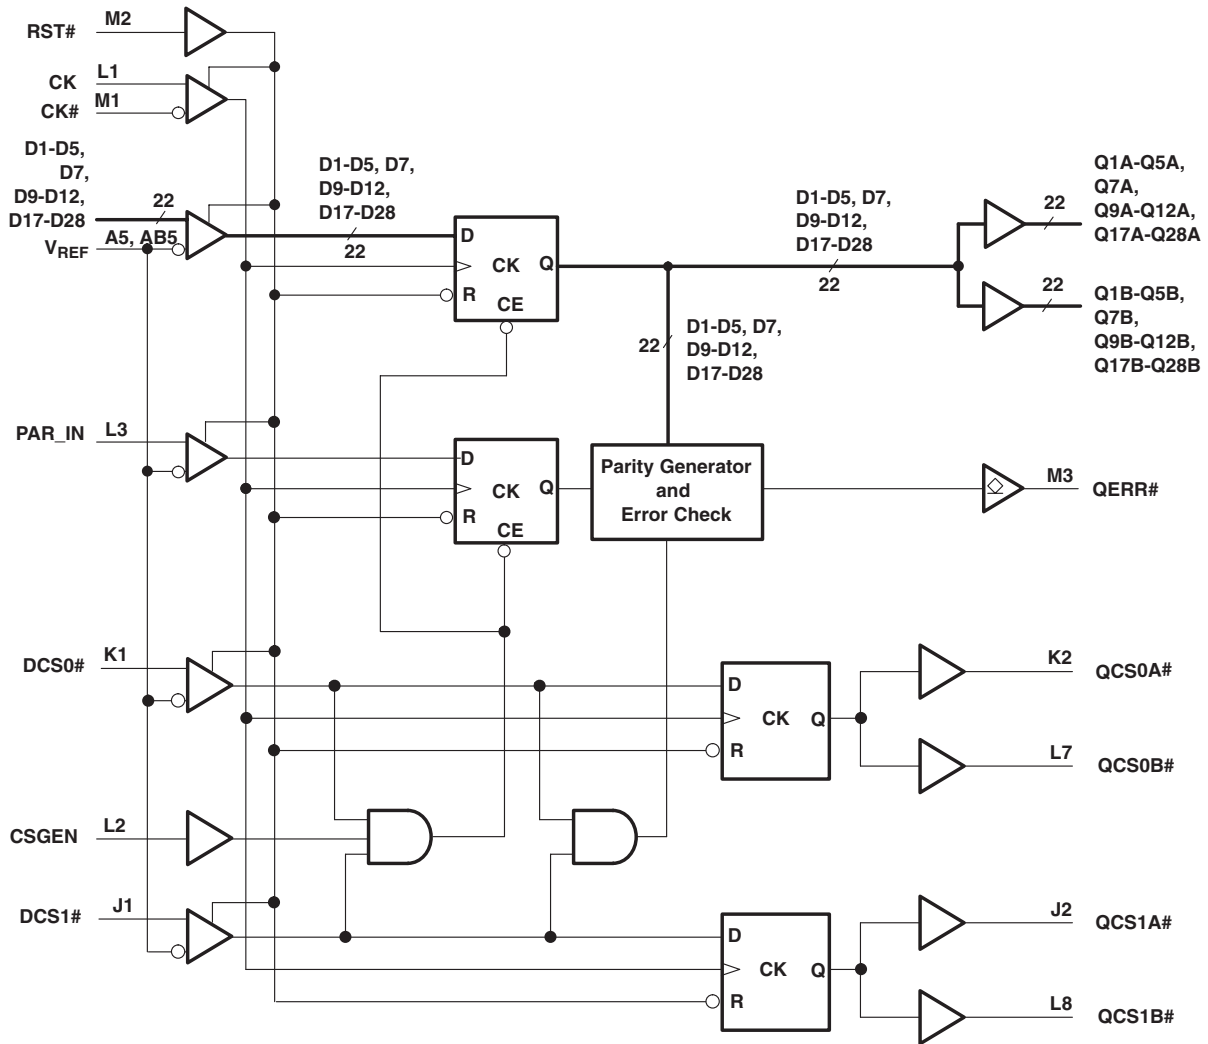 RST#
M2
CK
L1
CK#
M1
D1-D5,
D7,
D9-D12,
D17-D28
22
VREF
A5, AB5
D1-D5, D7,
D9-D12,
D17-D28
22
D
CK
Q
R
CE
D1-D5, D7,
D9-D12,
D17-D28
22
22
Q1A-Q5A,
Q7A,
Q9A-Q12A,
Q17A-Q28A
22
Q1B-Q5B,
Q7B,
Q9B-Q12B,
Q17B-Q28B
22
D1-D5, D7,
D9-D12,
D17-D28
PAR_IN
L3
D
CK
Q
R
CE
Parity Generator
and
Error Check
M3
QERR#
DCS0#
K1
D
CK
Q
R
K2
QCS0A#
L7
QCS0B#
CSGEN
L2
DCS1#
J1
D
CK
Q
R
J2
QCS1A#
L8
QCS1B#